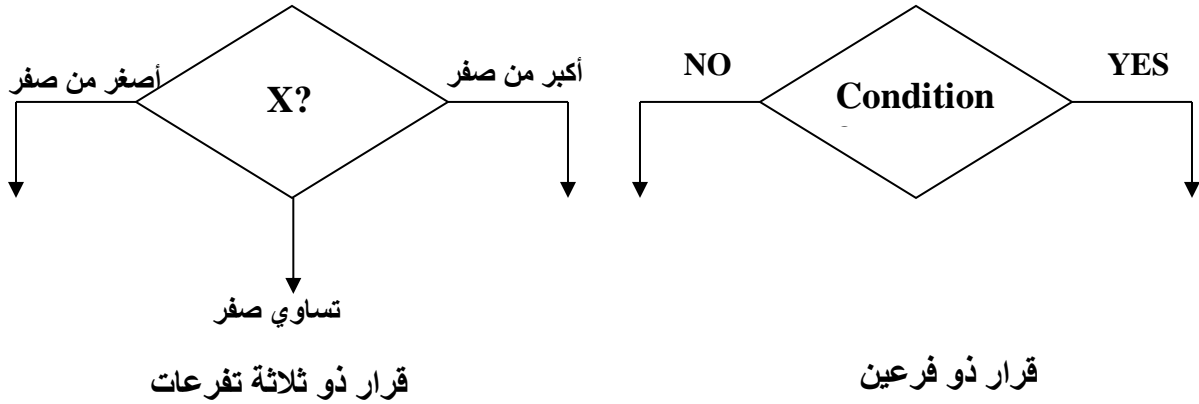 NO
YES
Condition
أصغر من صفر
أكبر من صفر
X?
تساوي صفر
قرار ذو فرعين
قرار ذو ثلاثة تفرعات